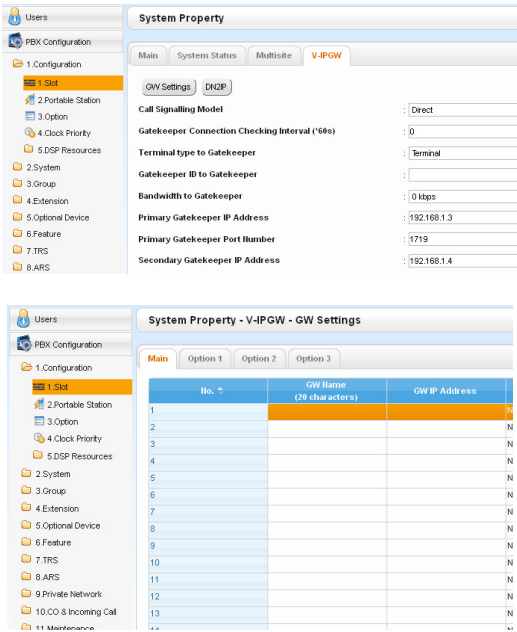 Users
PBX Configuration
1.Configuration
1.Slot
2.Portable Station
3.Option
4.Clock Priority
5.DSP Resources
2.System
3.Group
4.Extension
5.Optional Device
6.Feature
7.TRS
8.ARS
System Property
Main System Status Multisite V-IPGW
GW Settings DN2IP
Call Signalling Model : Direct
Gatekeeper Connection Checking Interval (*60s) : 0
Terminal type to Gatekeeper : Terminal
Gatekeeper ID to Gatekeeper :
Bandwidth to Gatekeeper : 0 kbps
Primary Gatekeeper IP Address : 192.168.1.3
Primary Gatekeeper Port Number : 1719
Secondary Gatekeeper IP Address : 192.168.1.4
Users
PBX Configuration
1.Configuration
1.Slot
2.Portable Station
3.Option
4.Clock Priority
5.DSP Resources
2.System
3.Group
4.Extension
5.Optional Device
6.Feature
7.TRS
8.ARS
9.Private Network
10.CO & Incoming Call
11.Maintenance
System Property - V-IPGW - GW Settings
Main Option 1 Option 2 Option 3
No. GW Name (20 characters) GW IP Address
1 N
2 N
3 N
4 N
5 N
6 N
7 N
8 N
9 N
10 N
11 N
12 N
13 N
14 N